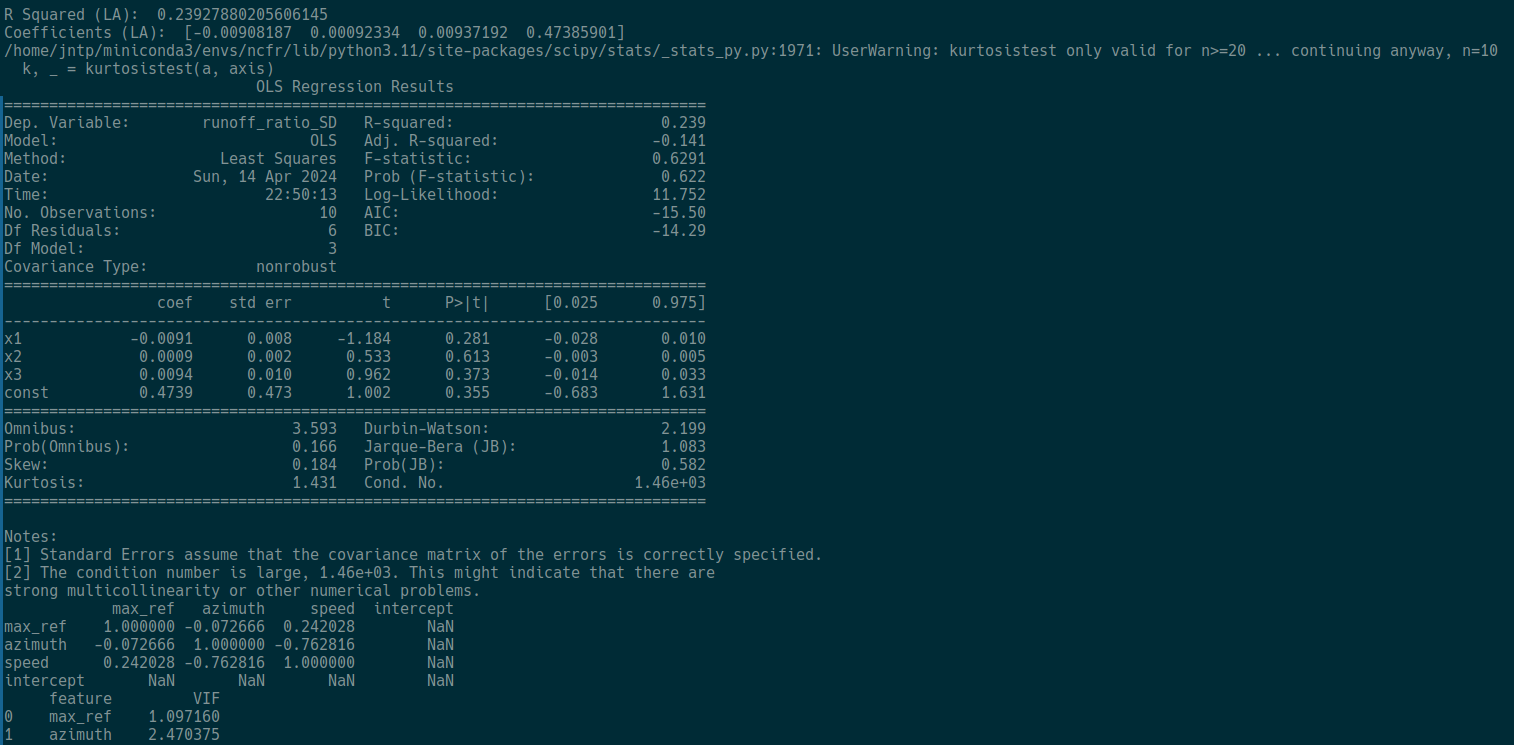 R Squared (LA):  0.23927880205606145
Coefficients (LA):  [-0.00908187  0.00092334  0.00937192  0.47385901]
/home/jntp/miniconda3/envs/ncfr/lib/python3.11/site-packages/scipy/stats/_stats_py.py:1971: UserWarning: kurtosistest only valid for n>=20 ... continuing anyway, n=10
  k, _ = kurtosistest(a, axis)
                            OLS Regression Results
==============================================================================
Dep. Variable:        runoff_ratio_SD   R-squared:                       0.239
Model:                            OLS   Adj. R-squared:                 -0.141
Method:                 Least Squares   F-statistic:                    0.6291
Date:                Sun, 14 Apr 2024   Prob (F-statistic):              0.622
Time:                        22:50:13   Log-Likelihood:                 11.752
No. Observations:                  10   AIC:                            -15.50
Df Residuals:                       6   BIC:                            -14.29
Df Model:                           3
Covariance Type:            nonrobust
==============================================================================
                 coef    std err          t      P>|t|      [0.025      0.975]
------------------------------------------------------------------------------
x1            -0.0091      0.008     -1.184      0.281      -0.028       0.010
x2             0.0009      0.002      0.533      0.613      -0.003       0.005
x3             0.0094      0.010      0.962      0.373      -0.014       0.033
const          0.4739      0.473      1.002      0.355      -0.683       1.631
==============================================================================
Omnibus:                        3.593   Durbin-Watson:                   2.199
Prob(Omnibus):                  0.166   Jarque-Bera (JB):                1.083
Skew:                           0.184   Prob(JB):                        0.582
Kurtosis:                       1.431   Cond. No.                     1.46e+03
==============================================================================

Notes:
[1] Standard Errors assume that the covariance matrix of the errors is correctly specified.
[2] The condition number is large, 1.46e+03. This might indicate that there are
strong multicollinearity or other numerical problems.
            max_ref   azimuth     speed  intercept
max_ref    1.000000 -0.072666  0.242028        NaN
azimuth   -0.072666  1.000000 -0.762816        NaN
speed      0.242028 -0.762816  1.000000        NaN
intercept       NaN       NaN       NaN        NaN
     feature         VIF
0    max_ref    1.097160
1    azimuth    2.470375